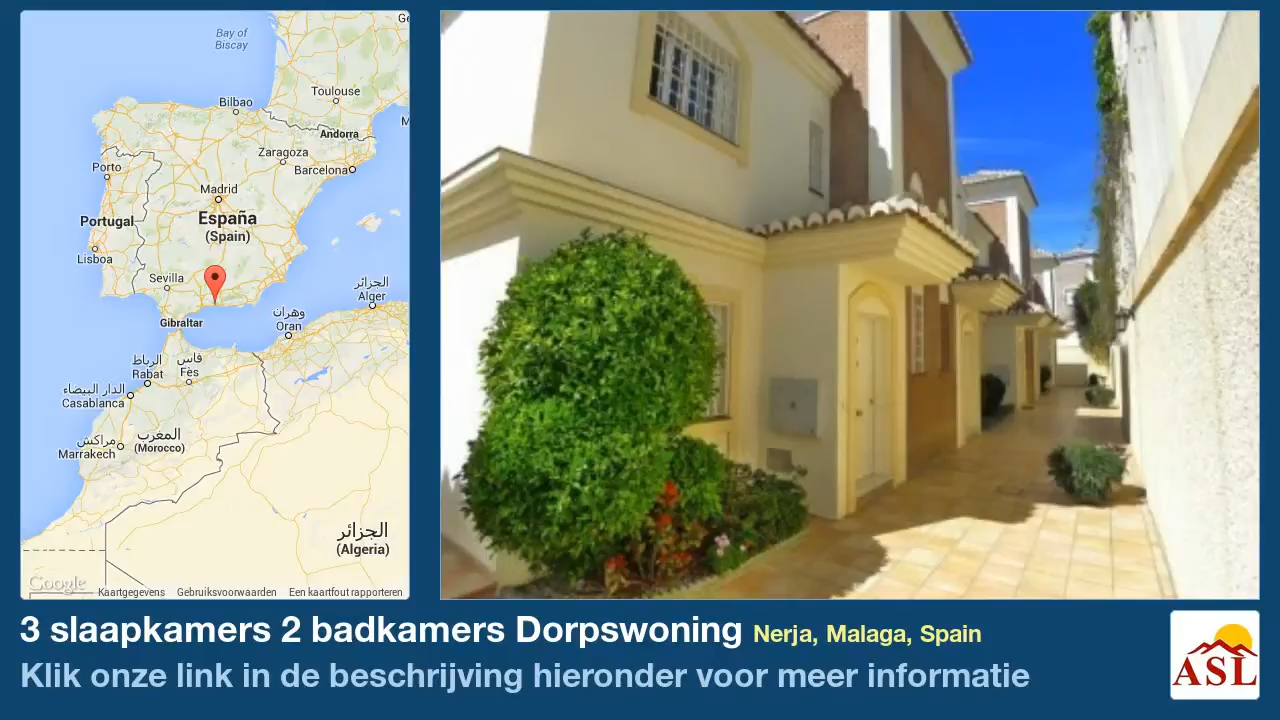 Bay of
Biscay
Ge
Toulouse
Bilbao
Andorra
M
Zaragoza
Porto
Barcelona
Madrid
España
(Spain)
Portugal
Lisboa
Sevilla
الجزائر
Alger
وهران
Oran
Gibraltar
الرباط
Rabat
فاس
Fès
الدار البيضاء
Casablanca
مراكش
Marrakech
المغرب
(Morocco)
الجزائر
(Algeria)
Google
Kaartgegevens Gebruiksvoorwaarden Een kaartfout rapporteren
3 slaapkamers 2 badkamers Dorpswoning Nerja, Malaga, Spain
Klik onze link in de beschrijving hieronder voor meer informatie
ASL